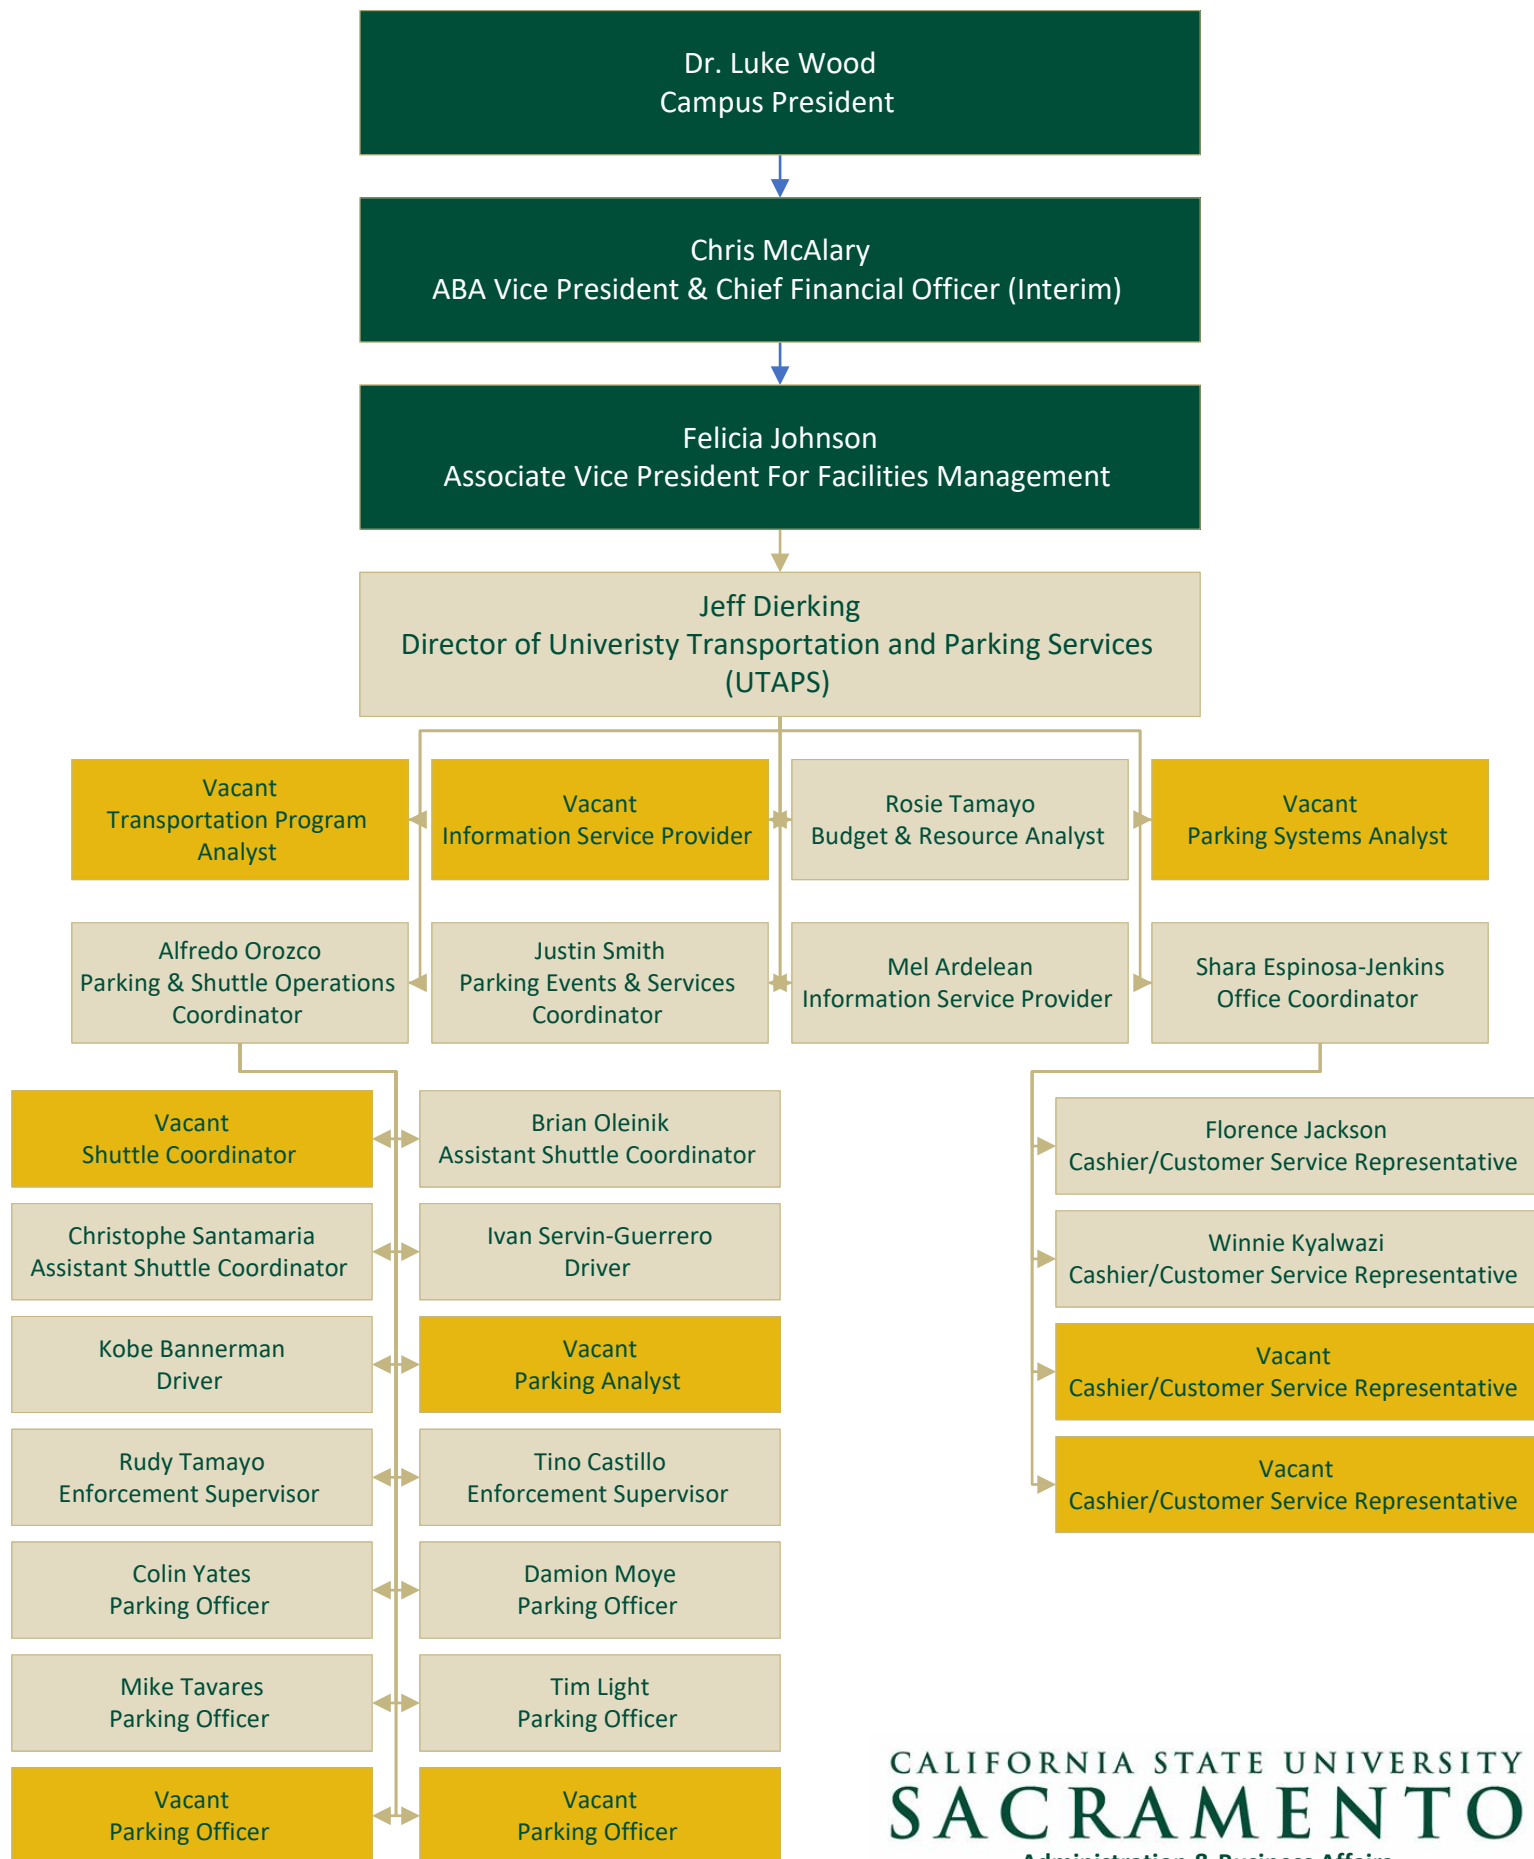 Dr. Luke Wood
Campus President
Chris McAlary
ABA Vice President & Chief Financial Officer (Interim)
Felicia Johnson
Associate Vice President For Facilities Management
Jeff Dierking
Director of Univeristy Transportation and Parking Services
(UTAPS)
Vacant
Transportation Program
Analyst
Vacant
Information Service Provider
Rosie Tamayo
Budget & Resource Analyst
Vacant
Parking Systems Analyst
Alfredo Orozco
Parking & Shuttle Operations
Coordinator
Justin Smith
Parking Events & Services
Coordinator
Mel Ardelean
Information Service Provider
Shara Espinosa-Jenkins
Office Coordinator
Vacant
Shuttle Coordinator
Brian Oleinik
Assistant Shuttle Coordinator
Christophe Santamaria
Assistant Shuttle Coordinator
Ivan Servin-Guerrero
Driver
Kobe Bannerman
Driver
Vacant
Parking Analyst
Rudy Tamayo
Enforcement Supervisor
Tino Castillo
Enforcement Supervisor
Colin Yates
Parking Officer
Damion Moye
Parking Officer
Mike Tavares
Parking Officer
Tim Light
Parking Officer
Vacant
Parking Officer
Vacant
Parking Officer
Florence Jackson
Cashier/Customer Service Representative
Winnie Kyalwazi
Cashier/Customer Service Representative
Vacant
Cashier/Customer Service Representative
Vacant
Cashier/Customer Service Representative
CALIFORNIA STATE UNIVERSITY
SACRAMENTO
Administration & Business Affairs